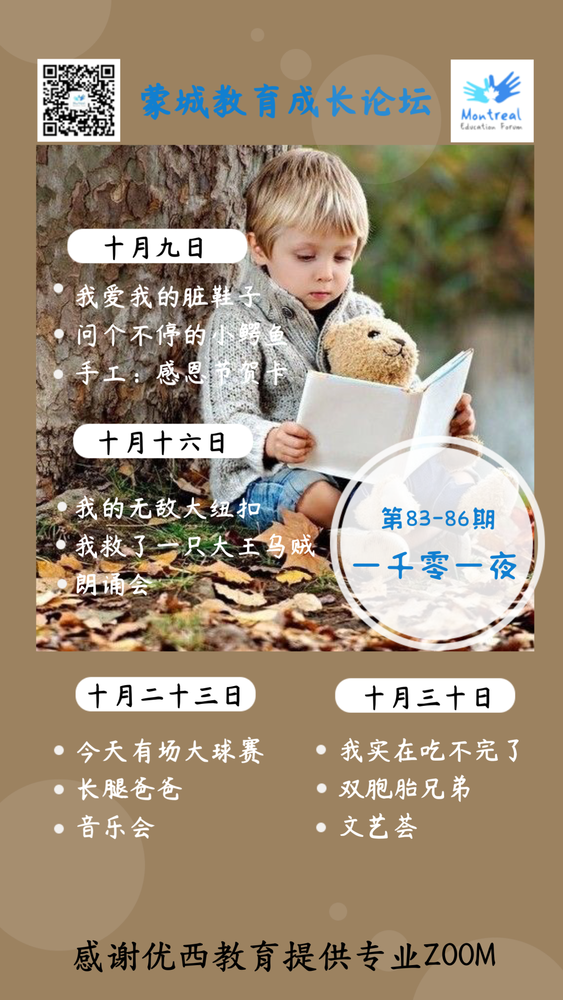 蒙城教育成长论坛
Montreal
Education Forum
十月九日
我爱我的脏鞋子
问个不停的小鳄鱼
手工：感恩节贺卡
十月十六日
我的无敌大纽扣
我救了一只大王乌贼
朗诵会
第83-86期
一千零一夜
十月二十三日
今天有场大球赛
长腿爸爸
音乐会
十月三十日
我实在吃不完了
双胞胎兄弟
文艺荟
感谢优西教育提供专业ZOOM